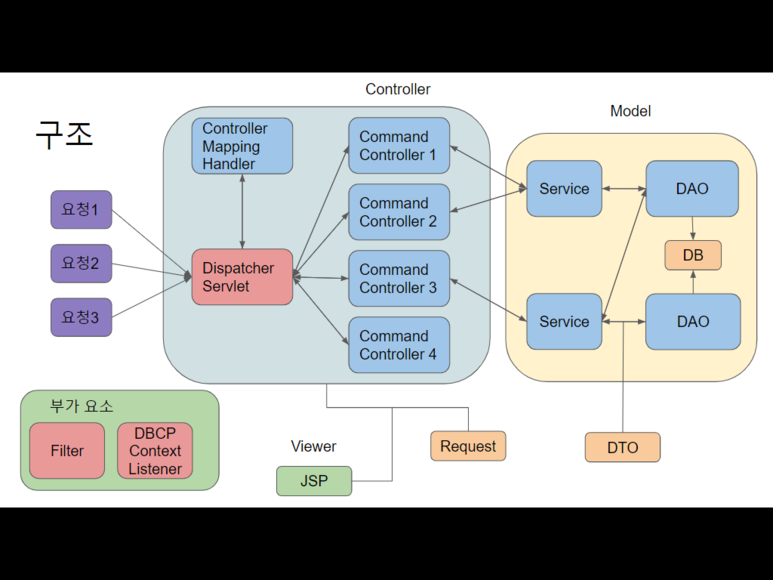 구조
Controller
Model
Controller
Mapping
Handler
Command
Controller 1
Command
Controller 2
Command
Controller 3
Command
Controller 4
요청1
요청2
요청3
Dispatcher
Servlet
Service
DAO
DB
Service
DAO
부가 요소
Filter
DBCP
Context
Listener
Viewer
JSP
Request
DTO